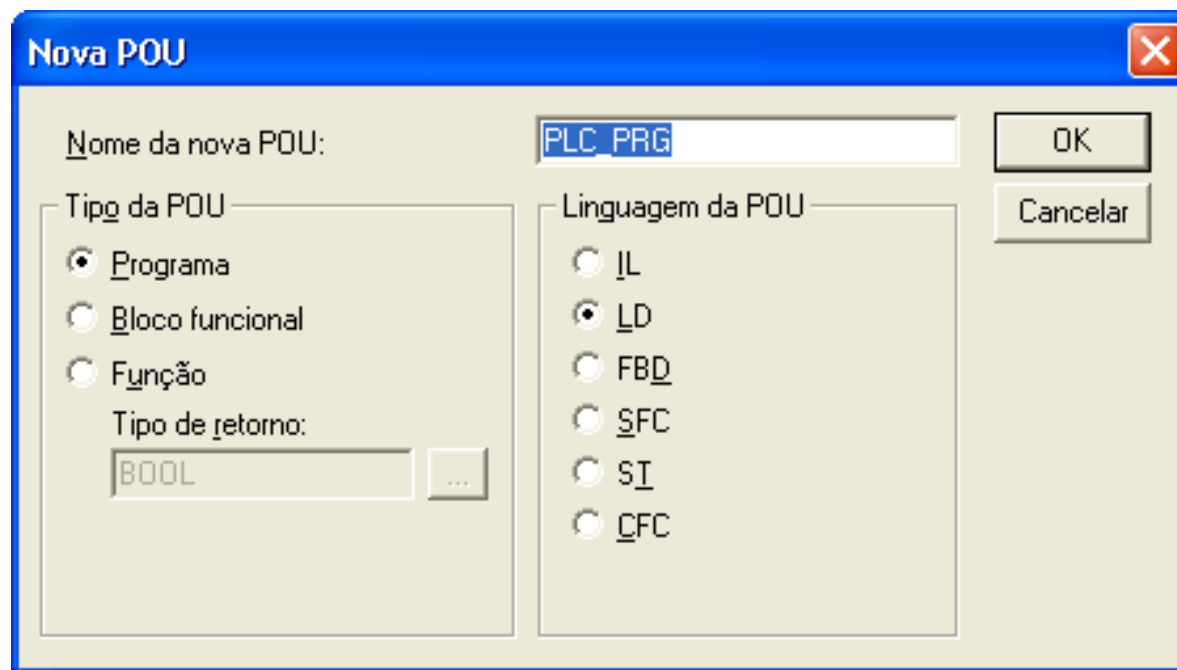 Nova POU
Nome da nova POU:
PLC_PRG
OK
Cancelar
Tipo da POU
Programa
Bloco funcional
Função
Tipo de retorno:
BOOL
...
Linguagem da POU
IL
LD
FBD
SFC
ST
CFC